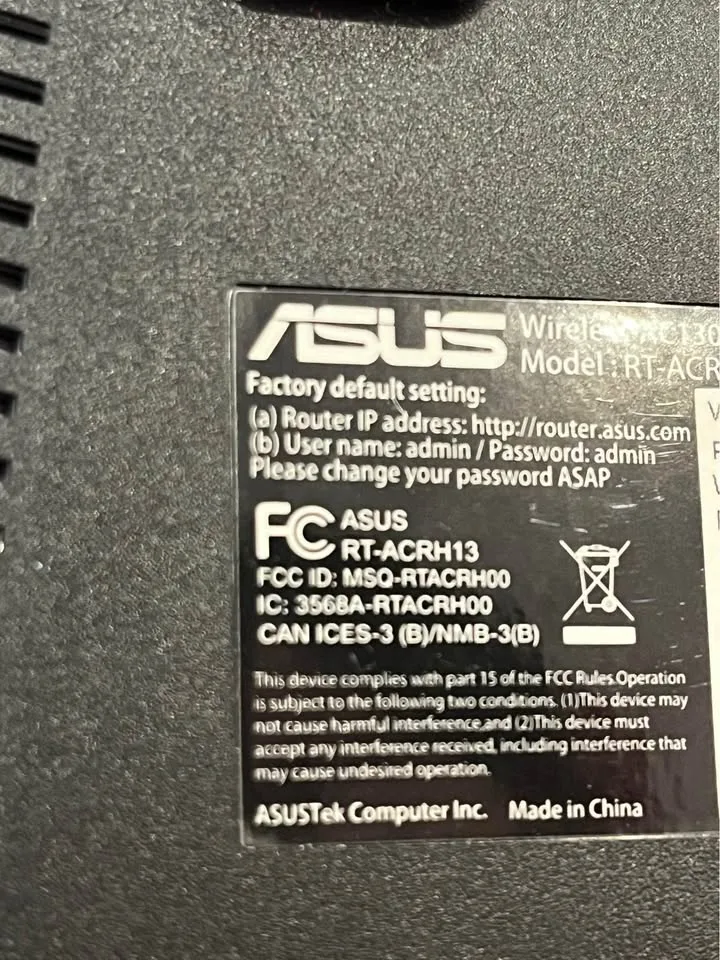 ASUS
Wireless AC130
Model : RT-ACR
Factory default setting:
(a) Router IP address: http://router.asus.com
(b) User name: admin / Password: admin
Please change your password ASAP
FC ASUS
RT-ACRH13
FCC ID: MSQ-RTACRH00
IC: 3568A-RTACRH00
CAN ICES-3 (B)/NMB-3(B)
This device complies with part 15 of the FCC Rules.Operation
is subject to the following two conditions. (1)This device may
not cause harmful interference,and (2)This device must
accept any interference received, including interference that
may cause undesired operation.
ASUSTek Computer Inc. Made in China